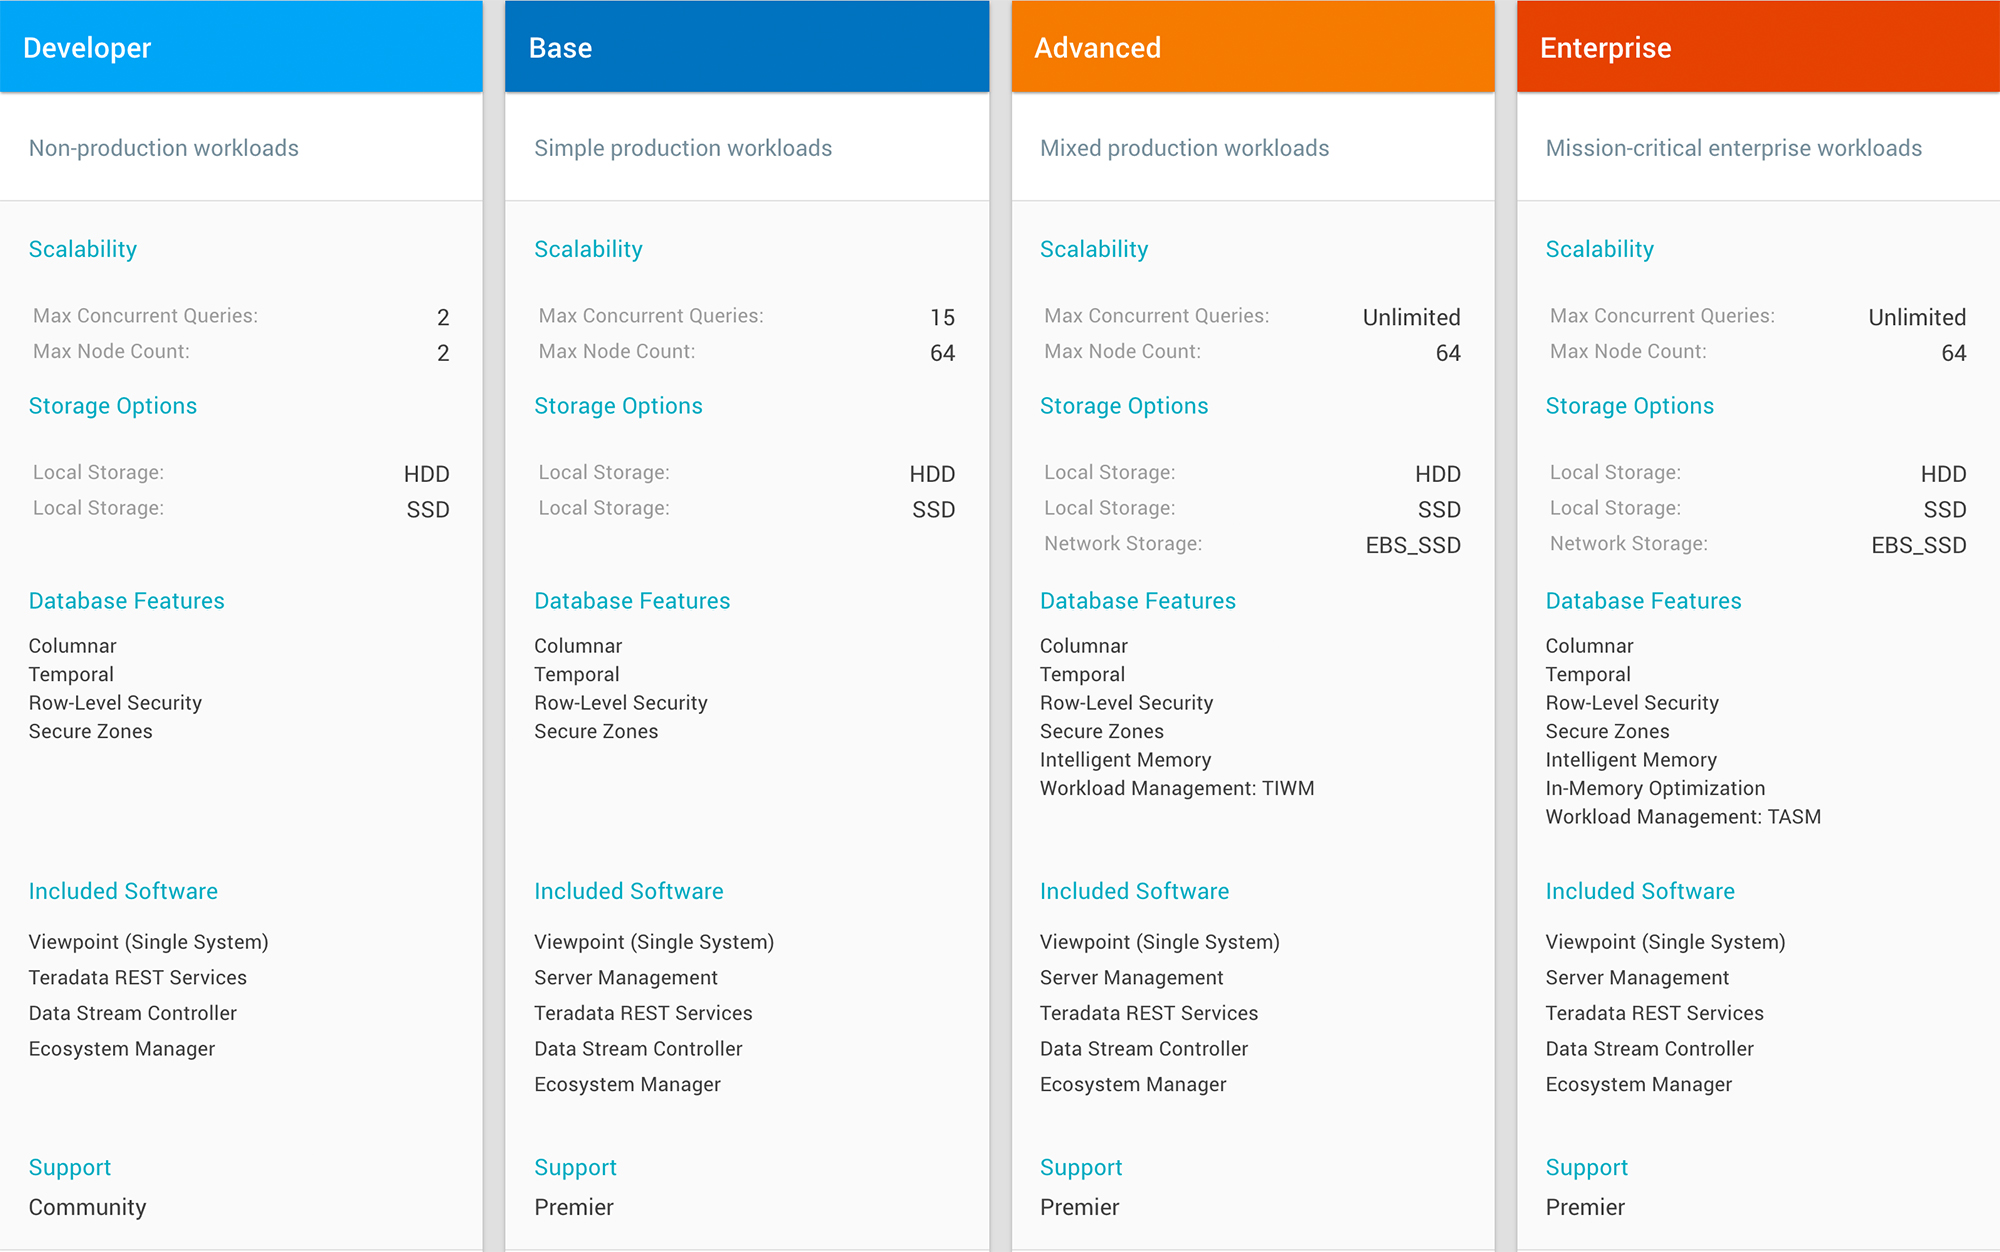 Developer
Non-production workloads
Scalability
Max Concurrent Queries: 2
Max Node Count: 2
Storage Options
Local Storage: HDD
Local Storage: SSD
Database Features
Columnar
Temporal
Row-Level Security
Secure Zones
Included Software
Viewpoint (Single System)
Teradata REST Services
Data Stream Controller
Ecosystem Manager
Support
Community
Base
Simple production workloads
Scalability
Max Concurrent Queries: 15
Max Node Count: 64
Storage Options
Local Storage: HDD
Local Storage: SSD
Database Features
Columnar
Temporal
Row-Level Security
Secure Zones
Included Software
Viewpoint (Single System)
Server Management
Teradata REST Services
Data Stream Controller
Ecosystem Manager
Support
Premier
Advanced
Mixed production workloads
Scalability
Max Concurrent Queries: Unlimited
Max Node Count: 64
Storage Options
Local Storage: HDD
Local Storage: SSD
Network Storage: EBS_SSD
Database Features
Columnar
Temporal
Row-Level Security
Secure Zones
Intelligent Memory
Workload Management: TIWM
Included Software
Viewpoint (Single System)
Server Management
Teradata REST Services
Data Stream Controller
Ecosystem Manager
Support
Premier
Enterprise
Mission-critical enterprise workloads
Scalability
Max Concurrent Queries: Unlimited
Max Node Count: 64
Storage Options
Local Storage: HDD
Local Storage: SSD
Network Storage: EBS_SSD
Database Features
Columnar
Temporal
Row-Level Security
Secure Zones
Intelligent Memory
In-Memory Optimization
Workload Management: TASM
Included Software
Viewpoint (Single System)
Server Management
Teradata REST Services
Data Stream Controller
Ecosystem Manager
Support
Premier